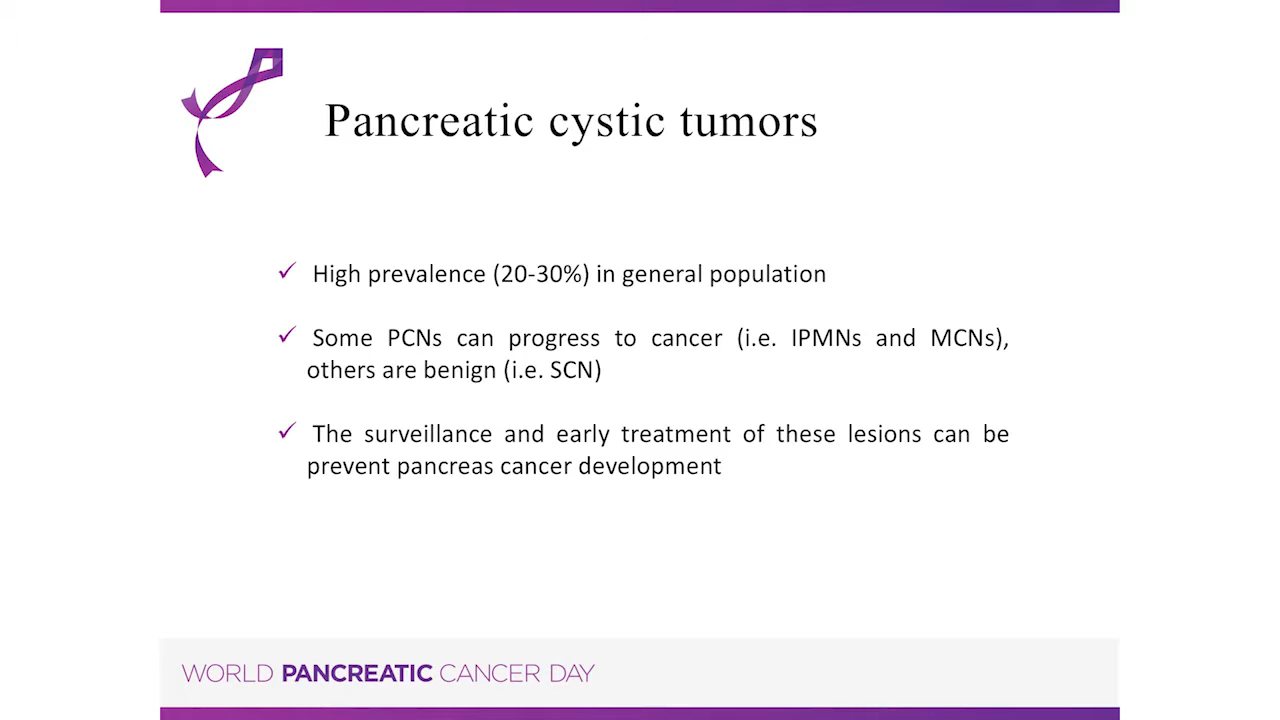 Pancreatic cystic tumors
✓ High prevalence (20-30%) in general population
✓ Some PCNs can progress to cancer (i.e. IPMNs and MCNs),
others are benign (i.e. SCN)
✓ The surveillance and early treatment of these lesions can be
prevent pancreas cancer development
WORLD PANCREATIC CANCER DAY